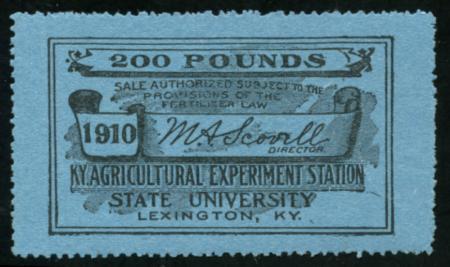 200 POUNDS
SALE AUTHORIZED SUBJECT TO THE
PROVISIONS OF THE
FERTILIZER LAW
1910
M. A. Scovell
DIRECTOR.
KY. AGRICULTURAL EXPERIMENT STATION
STATE UNIVERSITY
LEXINGTON, KY.